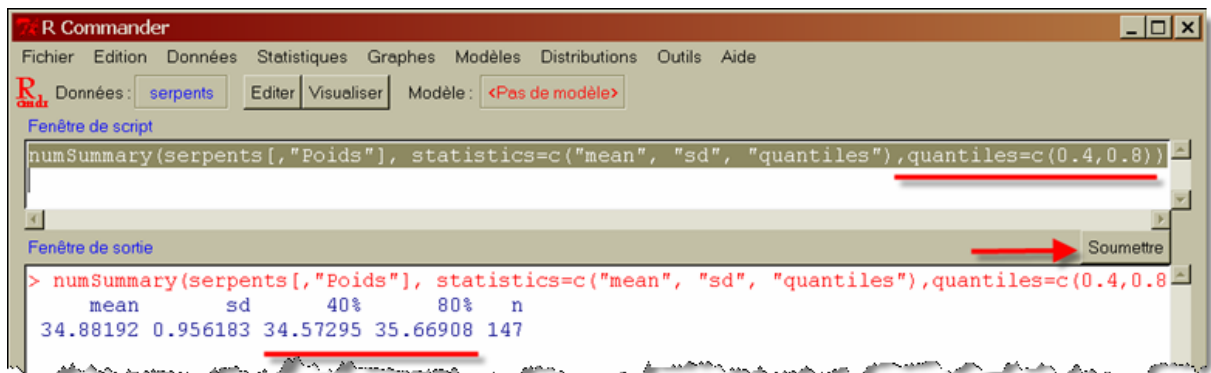 R Commander
Fichier Edition Données Statistiques Graphes Modèles Distributions Outils Aide
Rcmdr Données : serpents Editer Visualiser Modèle : <Pas de modèle>
Fenêtre de script
numSummary(serpents[,"Poids"], statistics=c("mean", "sd", "quantiles"),quantiles=c(0.4,0.8))
Fenêtre de sortie Soumettre
> numSummary(serpents[,"Poids"], statistics=c("mean", "sd", "quantiles"),quantiles=c(0.4,0.8
mean sd 40% 80% n
34.88192 0.956183 34.57295 35.66908 147